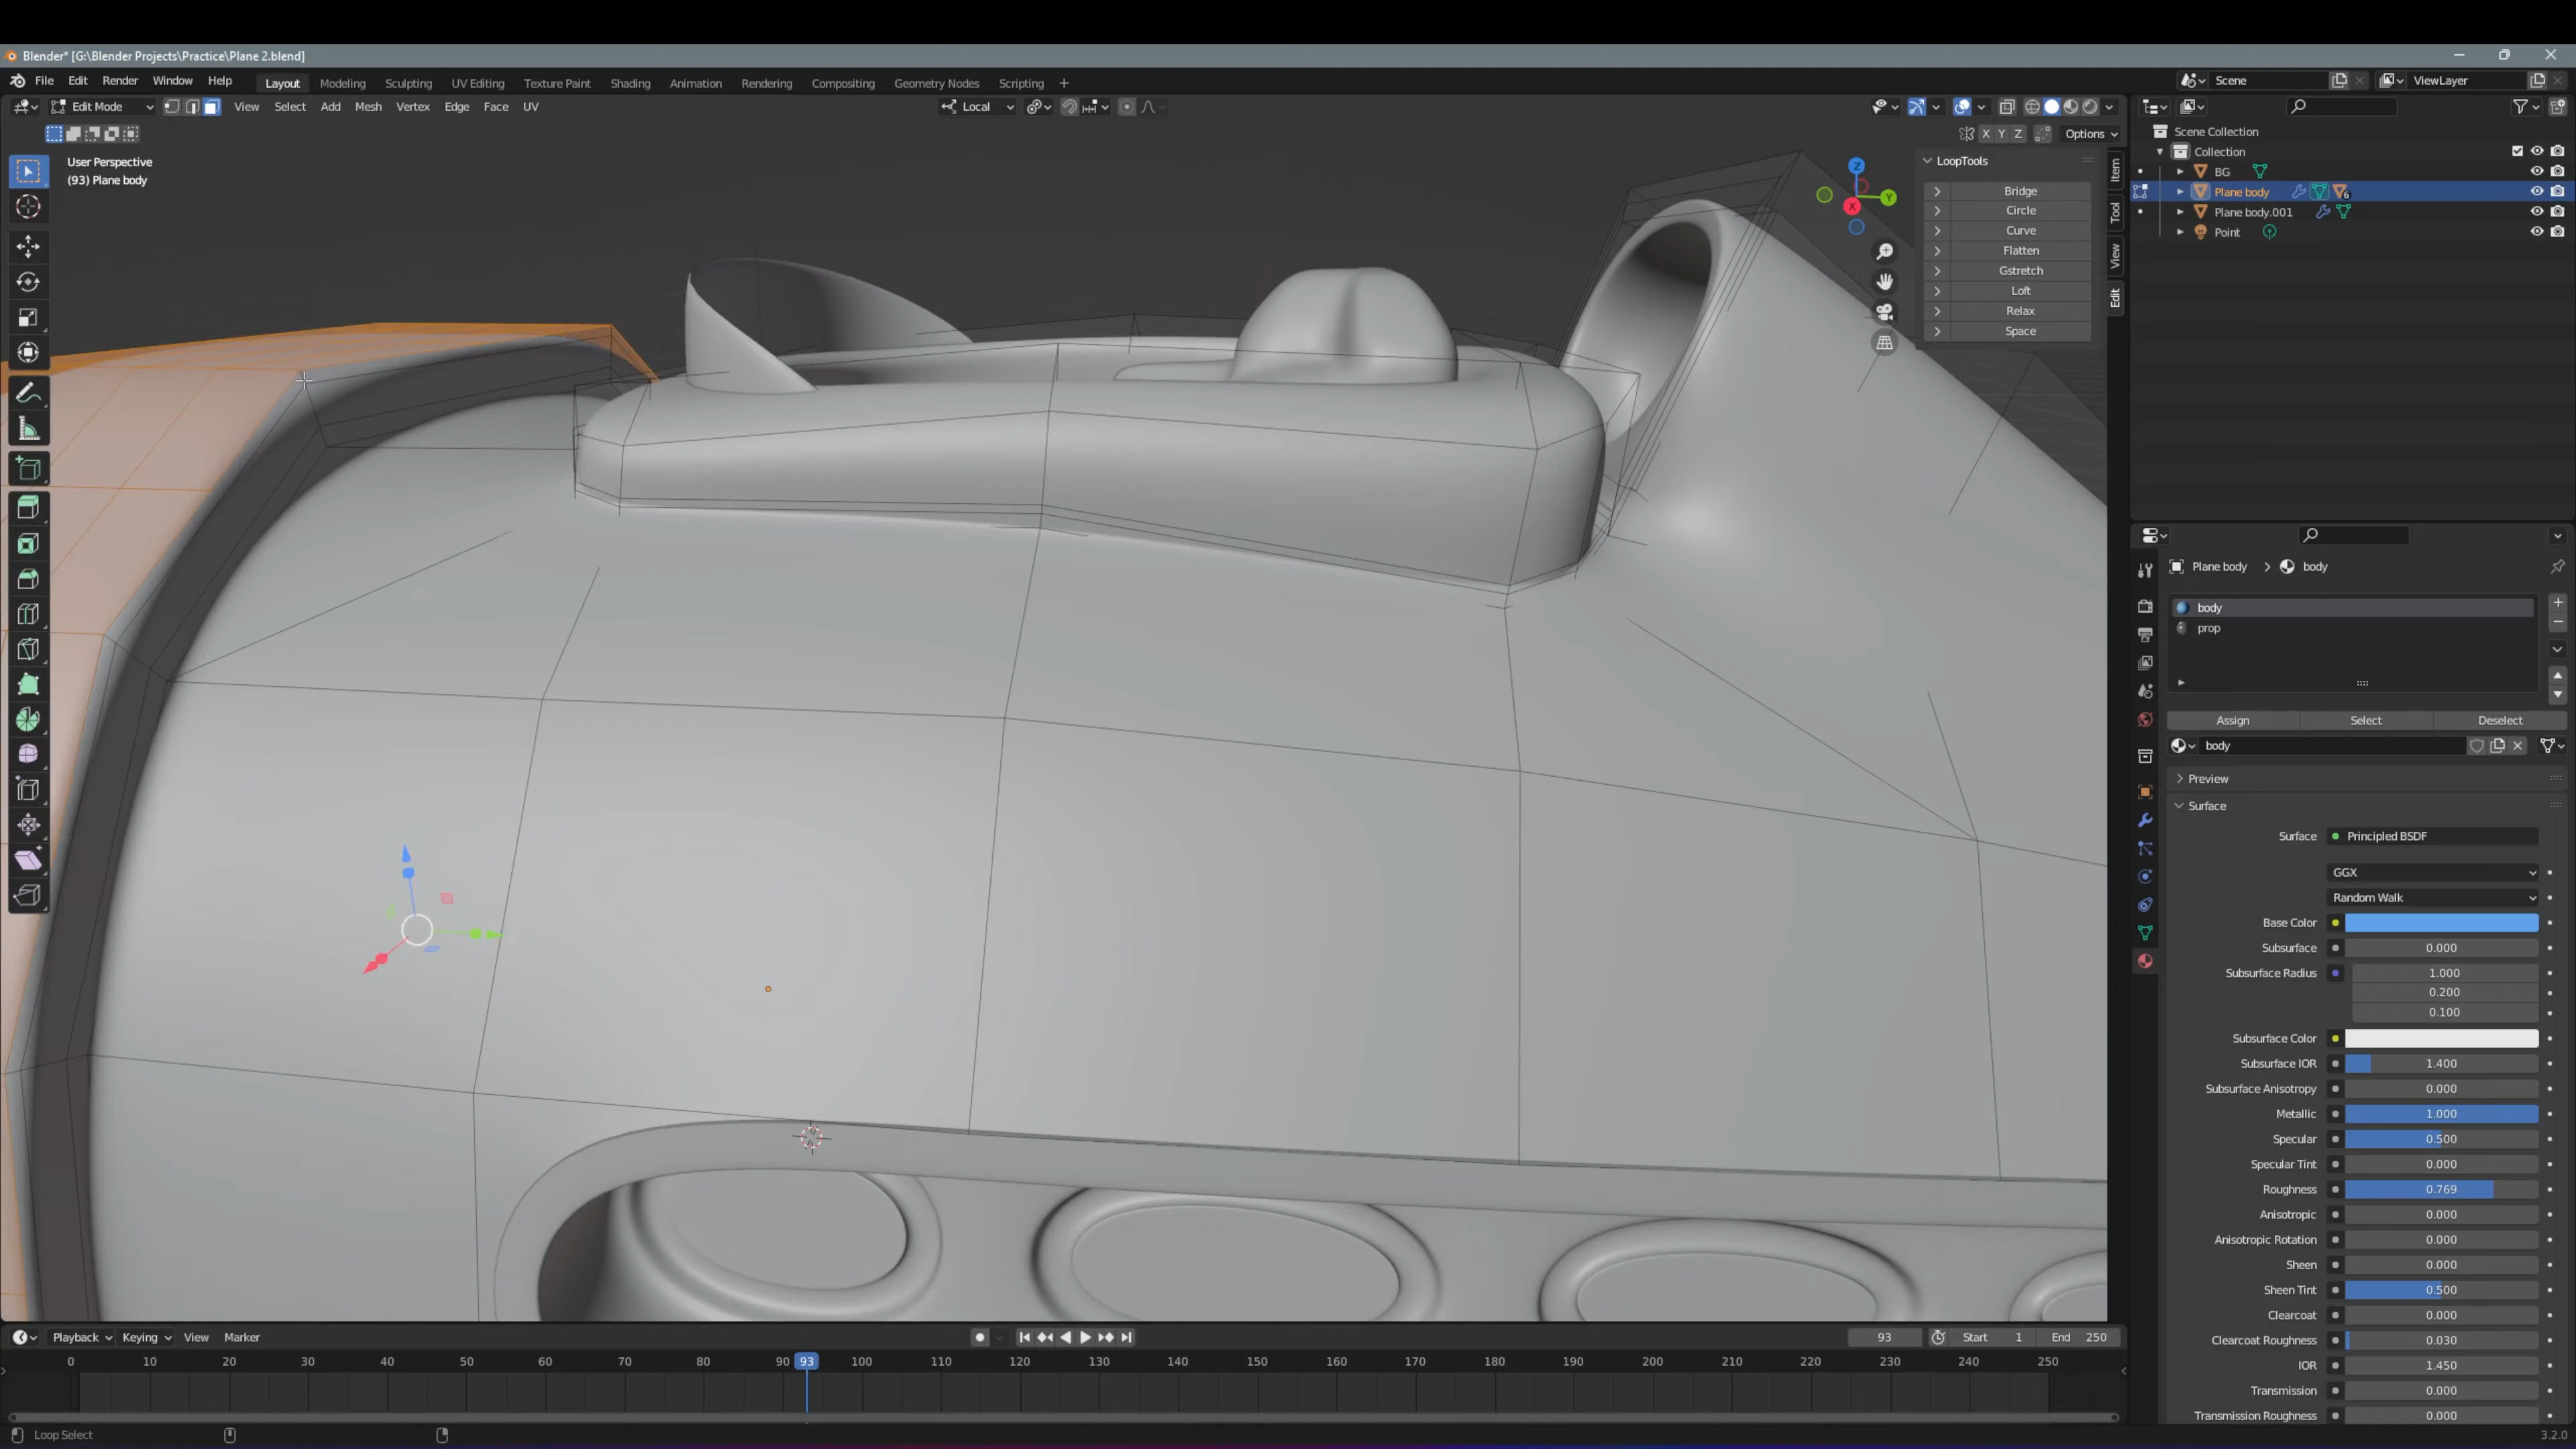 Blender* [G:\Blender Projects\Practice\Plane 2.blend]
File Edit Render Window Help Layout Modeling Sculpting UV Editing Texture Paint Shading Animation Rendering Compositing Geometry Nodes Scripting + Scene ViewLayer
Edit Mode View Select Add Mesh Vertex Edge Face UV Local
X Y Z Options
User Perspective
(93) Plane body
LoopTools
Bridge
Circle
Curve
Flatten
Gstretch
Loft
Relax
Space
Item
Tool
View
Edit
Z
Y
X
Scene Collection
Collection
BG
Plane body 6
Plane body.001
Point
Plane body > body
body
prop
Assign Select Deselect
body
Preview
Surface
Surface Principled BSDF
GGX
Random Walk
Base Color
Subsurface 0.000
Subsurface Radius 1.000
0.200
0.100
Subsurface Color
Subsurface IOR 1.400
Subsurface Anisotropy 0.000
Metallic 1.000
Specular 0.500
Specular Tint 0.000
Roughness 0.769
Anisotropic 0.000
Anisotropic Rotation 0.000
Sheen 0.000
Sheen Tint 0.500
Clearcoat 0.000
Clearcoat Roughness 0.030
IOR 1.450
Transmission 0.000
Transmission Roughness 0.000
Playback Keying View Marker 93 Start 1 End 250
0 10 20 30 40 50 60 70 80 90 93 100 110 120 130 140 150 160 170 180 190 200 210 220 230 240 250
Loop Select 3.2.0